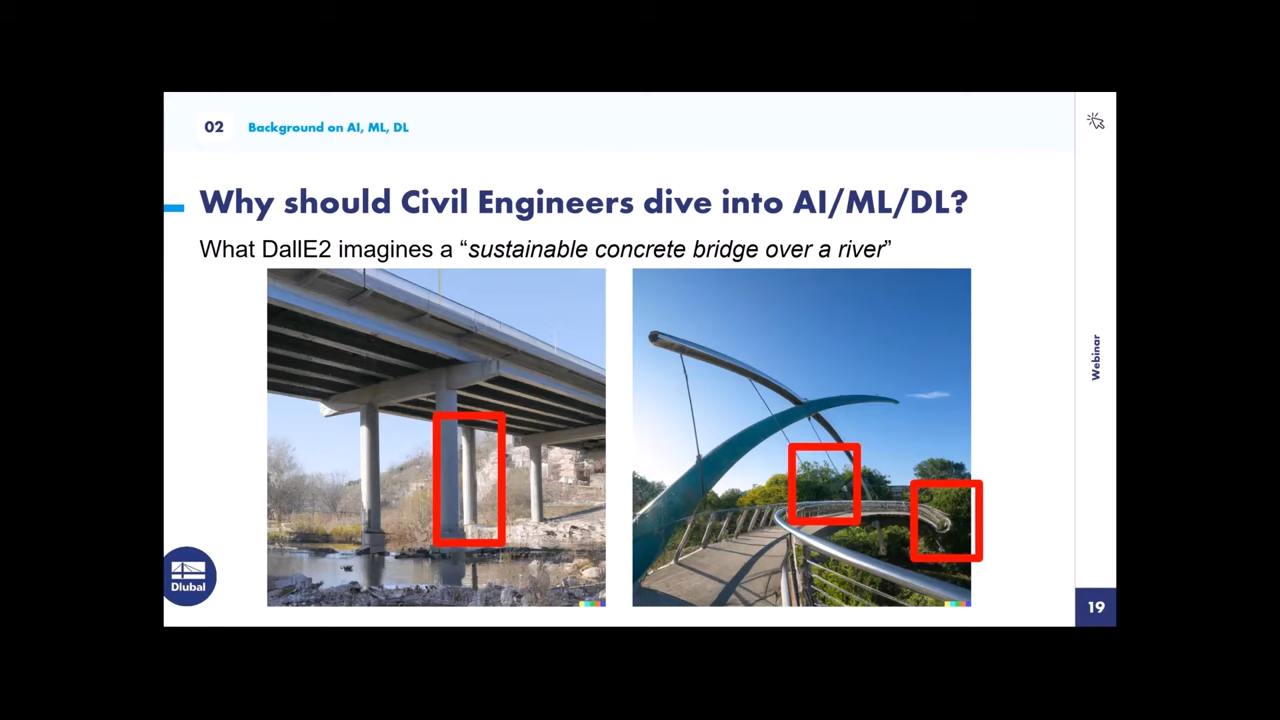 02
Background on AI, ML, DL
Why should Civil Engineers dive into AI/ML/DL?
What DallE2 imagines a “sustainable concrete bridge over a river”
Webinar
Dlubal
19